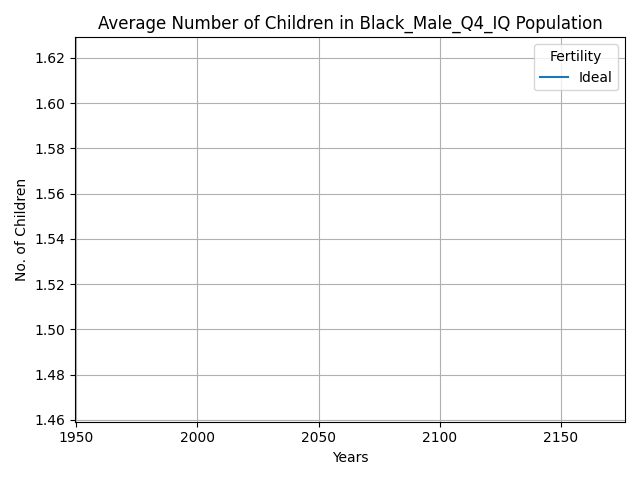 Average Number of Children in Black_Male_Q4_IQ Population
Fertility
Ideal
No. of Children
1.62
1.60
1.58
1.56
1.54
1.52
1.50
1.48
1.46
1950 2000 2050 2100 2150
Years